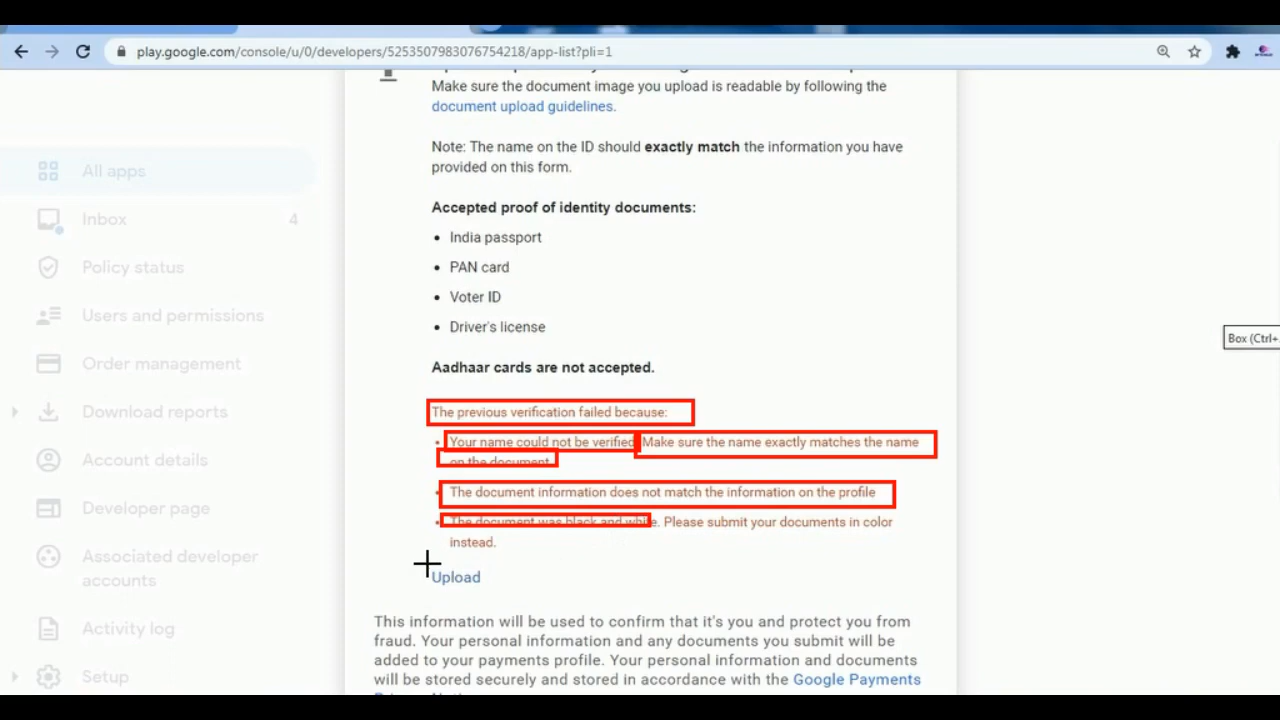 play.google.com/console/u/0/developers/5253507983076754218/app-list?pli=1
Make sure the document image you upload is readable by following the
document upload guidelines.
Note: The name on the ID should exactly match the information you have
provided on this form.
Accepted proof of identity documents:
• India passport
• PAN card
• Voter ID
• Driver's license
Aadhaar cards are not accepted.
The previous verification failed because:
• Your name could not be verified. Make sure the name exactly matches the name
on the document.
• The document information does not match the information on the profile
• The document was black and white. Please submit your documents in color
instead.
Upload
This information will be used to confirm that it's you and protect you from
fraud. Your personal information and any documents you submit will be
added to your payments profile. Your personal information and documents
will be stored securely and stored in accordance with the Google Payments
All apps
Inbox 4
Policy status
Users and permissions
Order management
Download reports
Account details
Developer page
Associated developer
accounts
Activity log
Setup
Box (Ctrl+